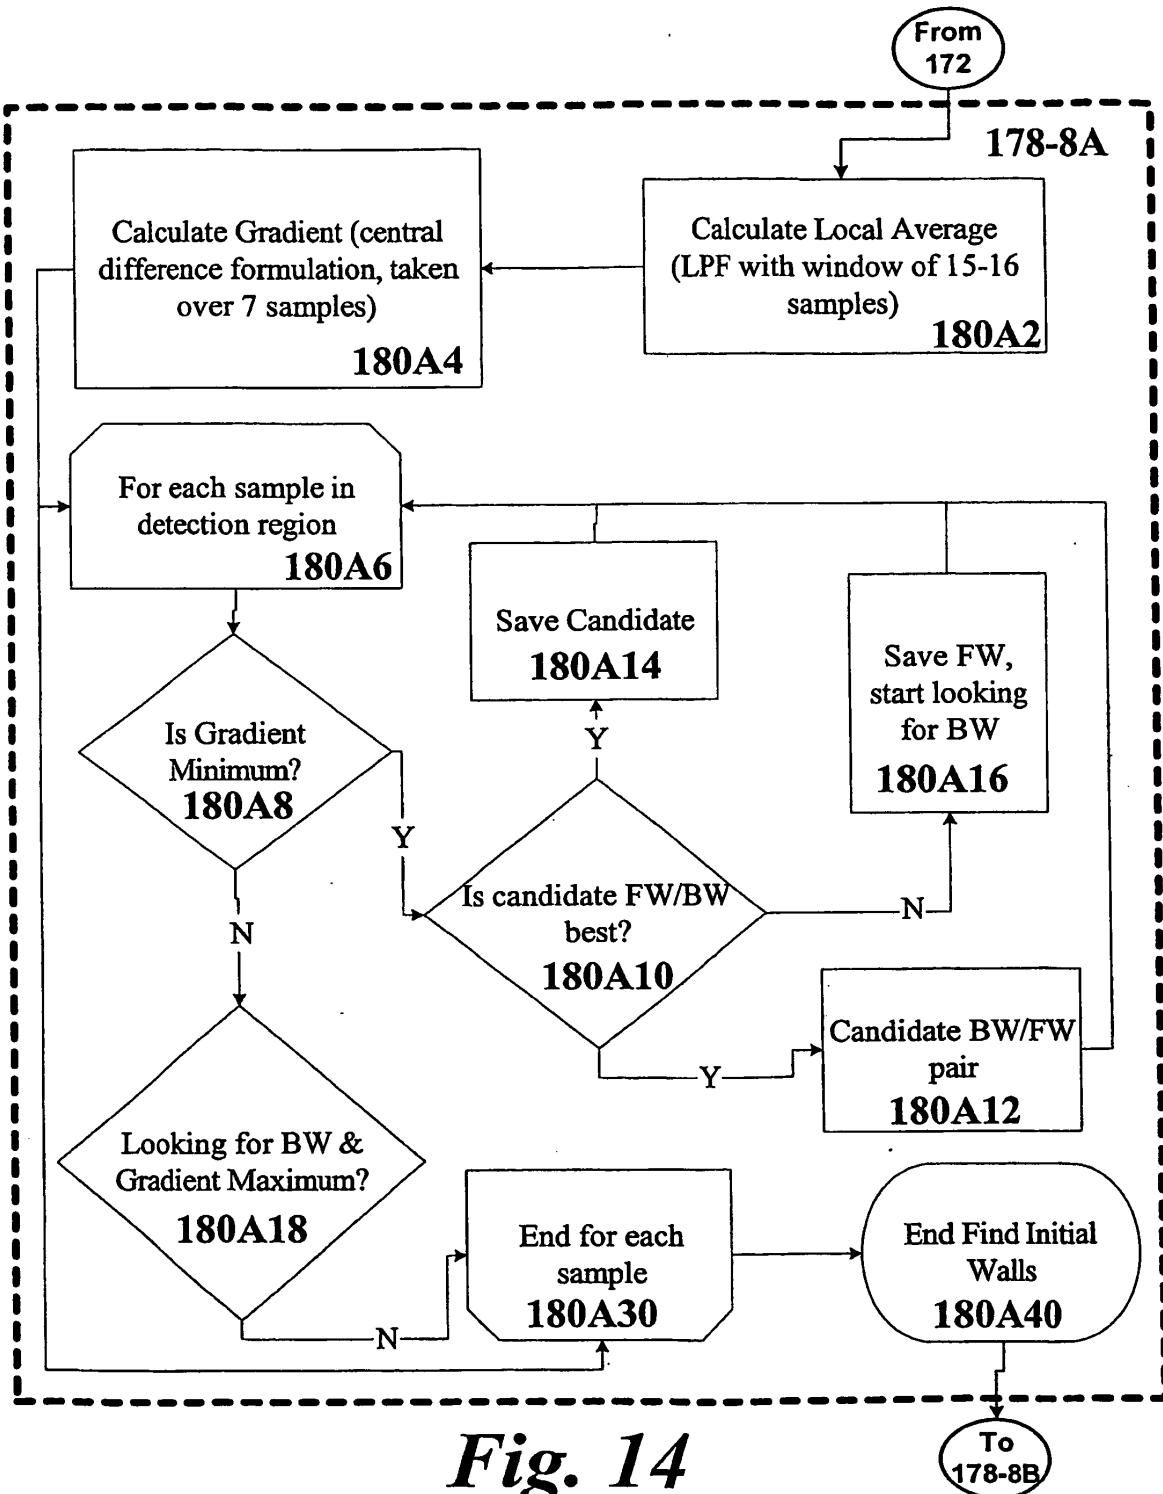 From
172
178-8A
Calculate Local Average
(LPF with window of 15-16
samples)
180A2
Calculate Gradient (central
difference formulation, taken
over 7 samples)
180A4
For each sample in
detection region
180A6
Is Gradient
Minimum?
180A8
Y
N
Is candidate FW/BW
best?
180A10
Y
N
Y
Save Candidate
180A14
Save FW,
start looking
for BW
180A16
Candidate BW/FW
pair
180A12
Looking for BW &
Gradient Maximum?
180A18
N
End for each
sample
180A30
End Find Initial
Walls
180A40
To
178-8B
Fig. 14